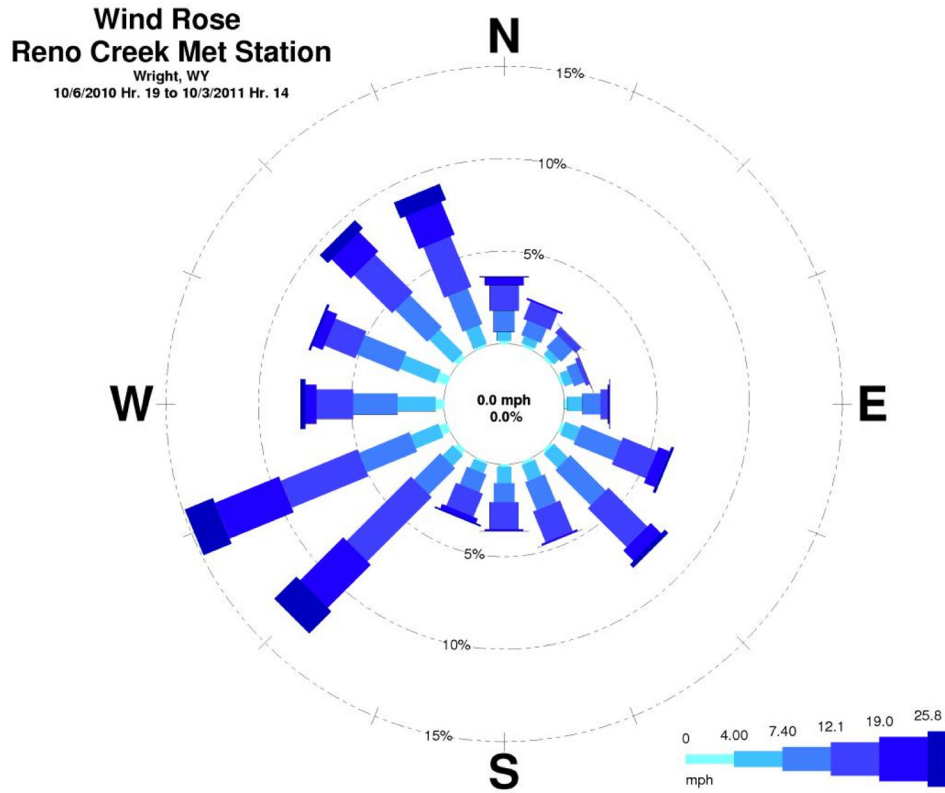 Wind Rose
Reno Creek Met Station
Wright, WY
10/6/2010 Hr. 19 to 10/3/2011 Hr. 14
N
15%
10%
5%
W
0.0 mph
0.0%
E
5%
10%
15%
S
0 4.00 7.40 12.1 19.0 25.8
mph